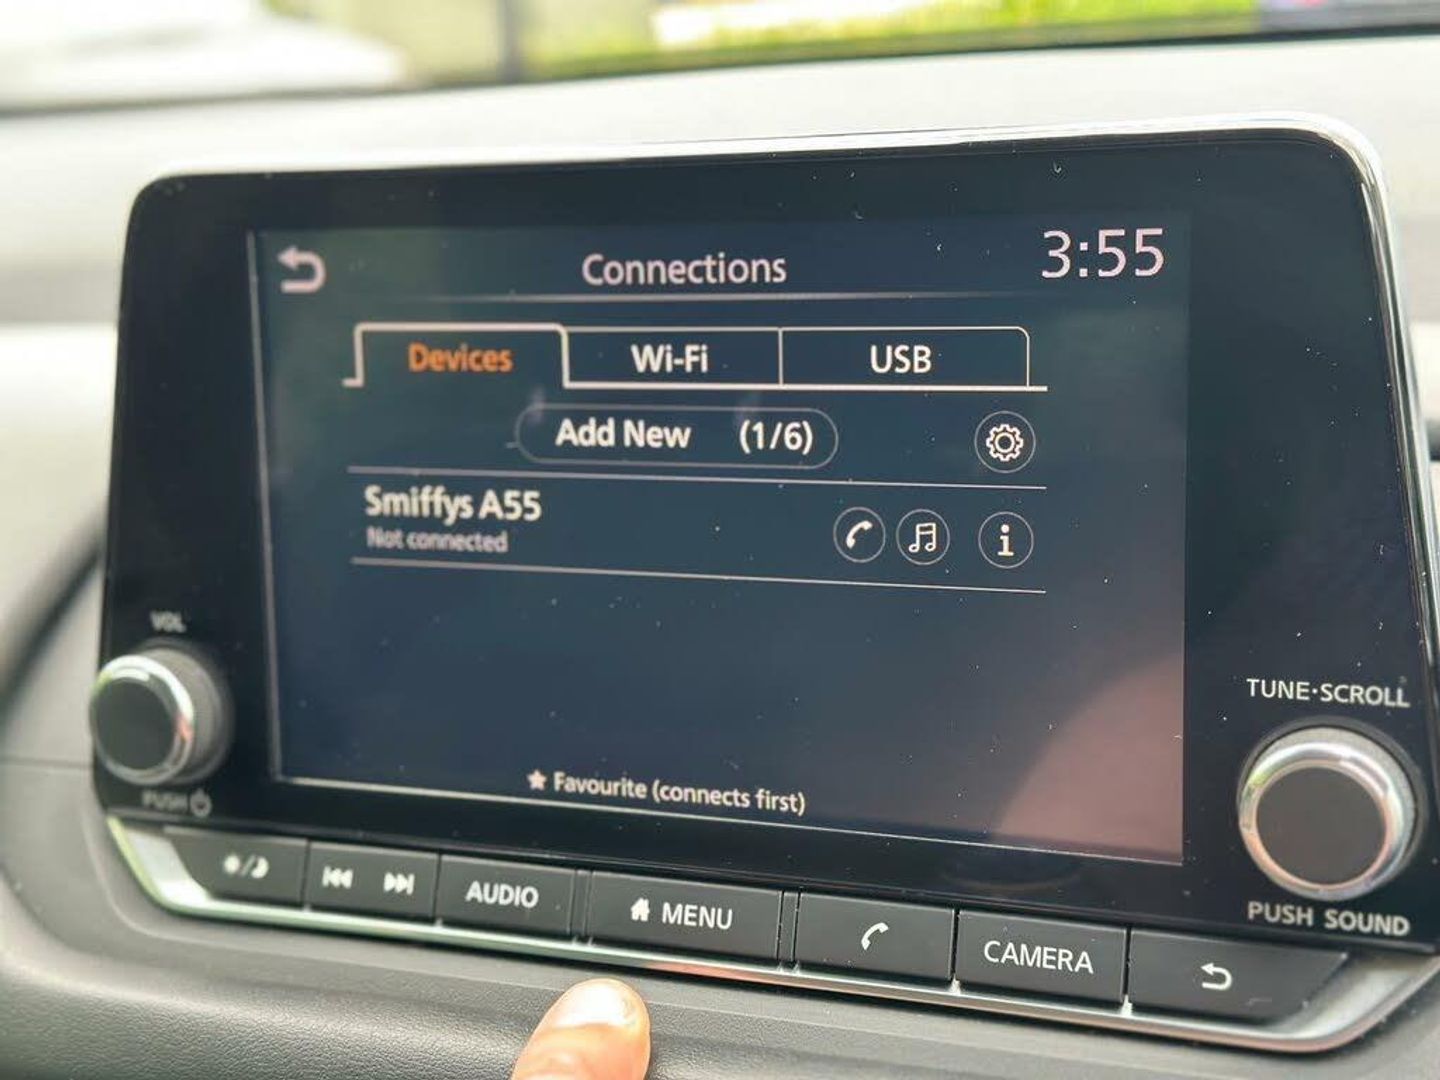 Connections
3:55
Devices
Wi-Fi
USB
Add New (1/6)
Smiffys A55
Not connected
i
★ Favourite (connects first)
VOL
PUSH
TUNE·SCROLL
PUSH SOUND
AUDIO
MENU
CAMERA